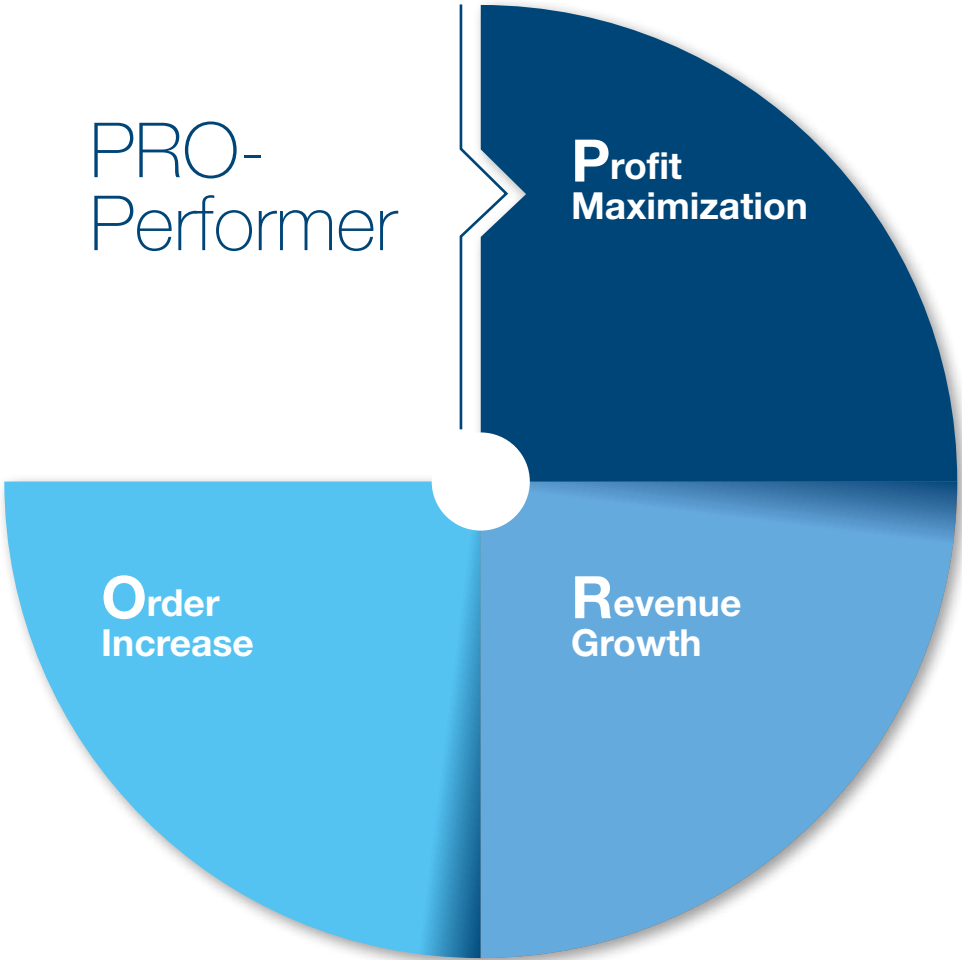 PRO-
Performer
Profit
Maximization
Revenue
Growth
Order
Increase